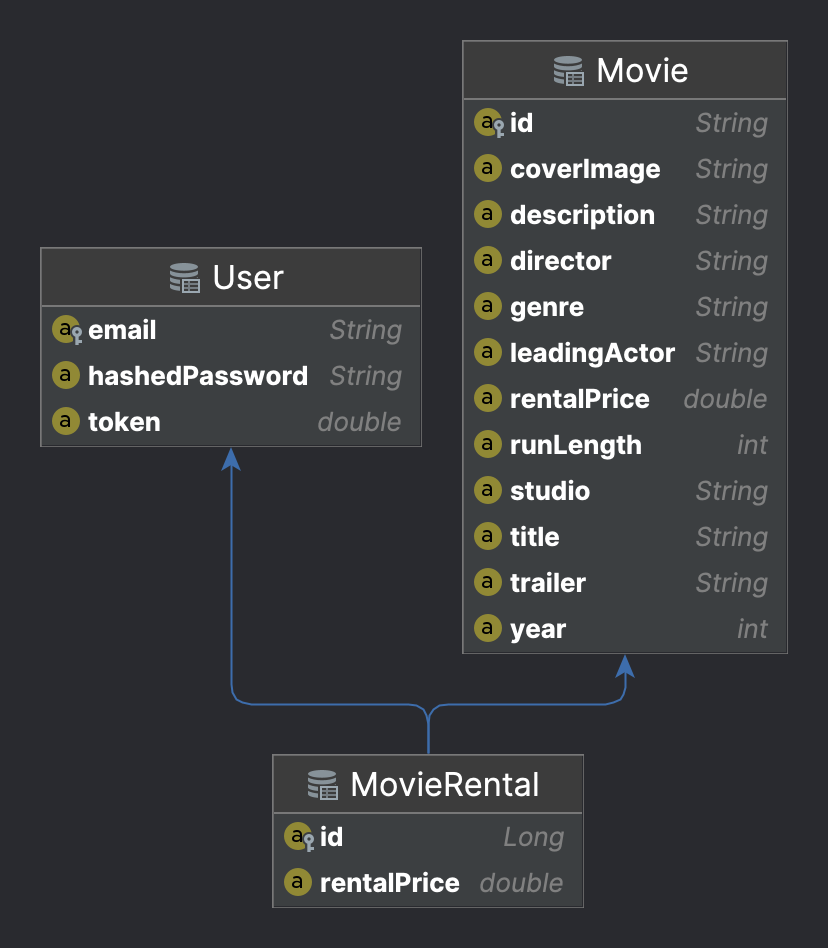 Movie
id String
coverImage String
description String
director String
genre String
leadingActor String
rentalPrice double
runLength int
studio String
title String
trailer String
year int
User
email String
hashedPassword String
token double
MovieRental
id Long
rentalPrice double